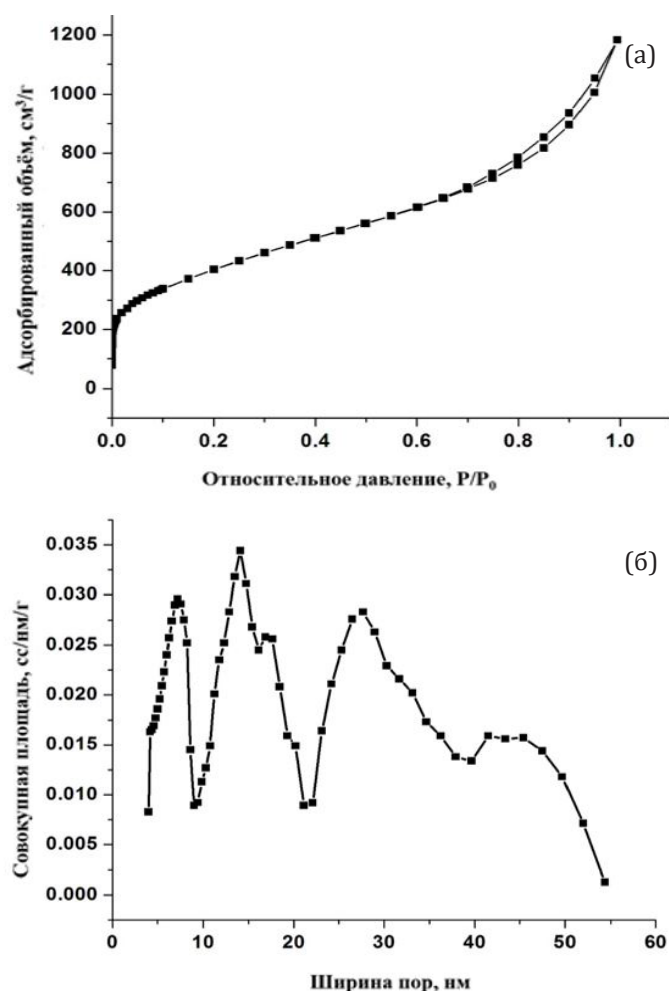 (а)
Адсорбированный объём, см³/г
1200
1000
800
600
400
200
0
0.0 0.2 0.4 0.6 0.8 1.0
Относительное давление, P/P₀
(б)
Совокупная площадь, сс/нм/г
0.035
0.030
0.025
0.020
0.015
0.010
0.005
0.000
0 10 20 30 40 50 60
Ширина пор, нм